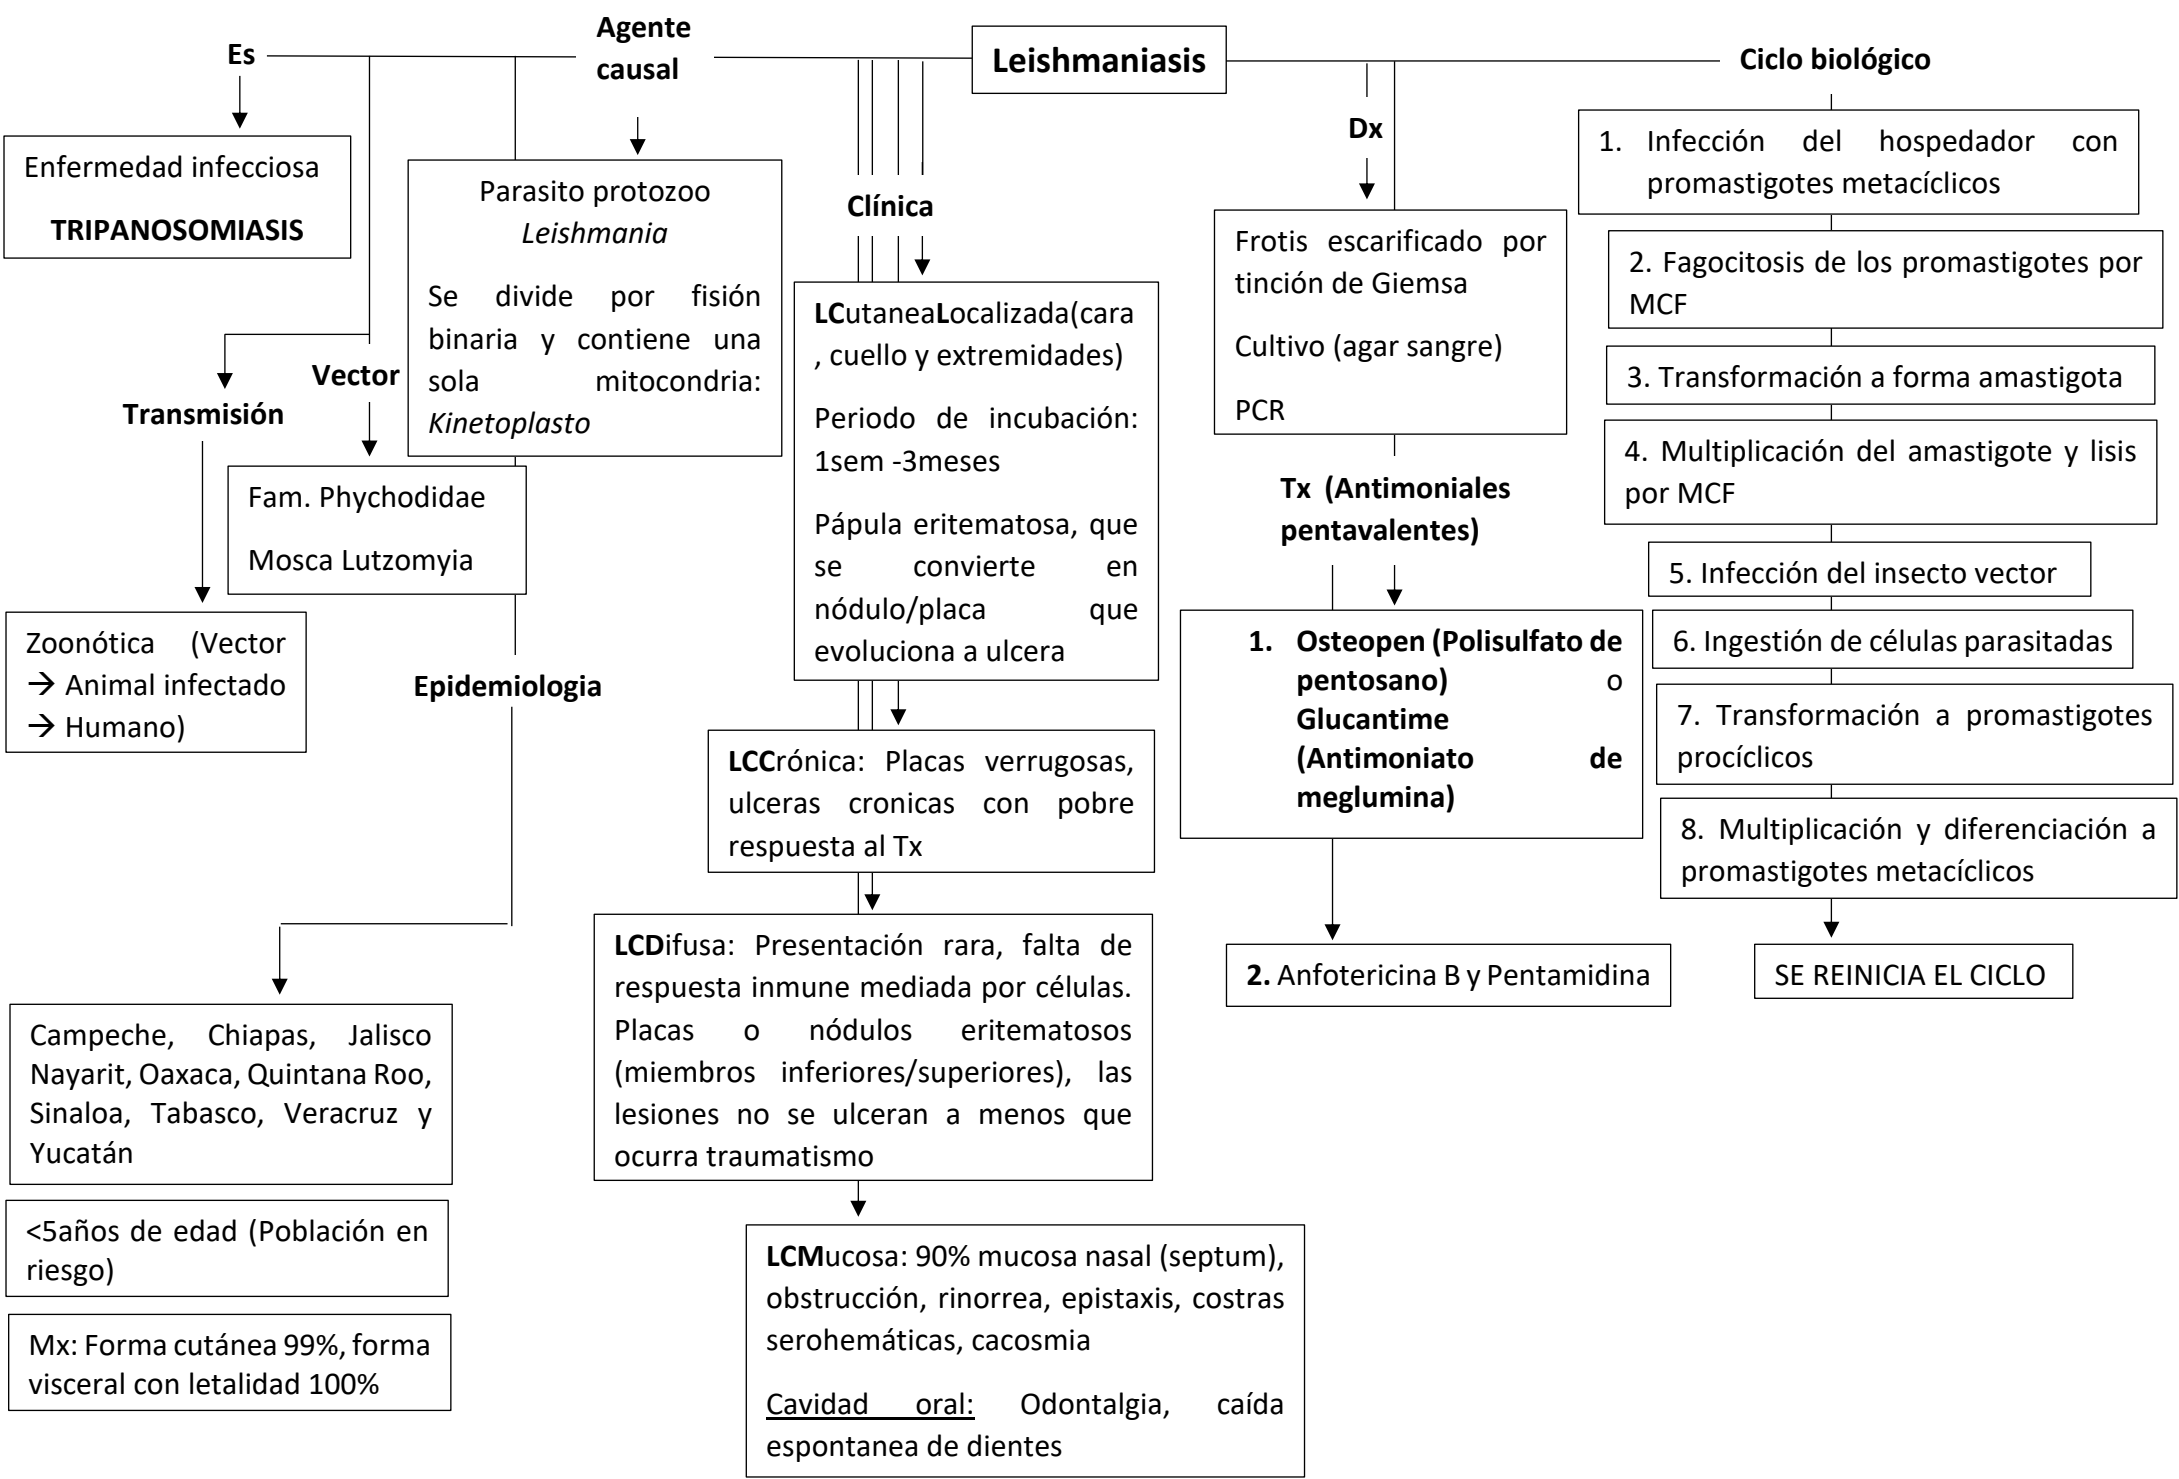 Leishmaniasis
Es
Enfermedad infecciosa
TRIPANOSOMIASIS
Transmisión
Zoonótica (Vector
→ Animal infectado
→ Humano)
Vector
Fam. Phychodidae
Mosca Lutzomyia
Agente
causal
Parasito protozoo
Leishmania
Se divide por fisión
binaria y contiene una
sola mitocondria:
Kinetoplasto
Epidemiologia
Campeche, Chiapas, Jalisco
Nayarit, Oaxaca, Quintana Roo,
Sinaloa, Tabasco, Veracruz y
Yucatán
<5años de edad (Población en
riesgo)
Mx: Forma cutánea 99%, forma
visceral con letalidad 100%
Clínica
LCutaneaLocalizada(cara
, cuello y extremidades)
Periodo de incubación:
1sem -3meses
Pápula eritematosa, que
se convierte en
nódulo/placa que
evoluciona a ulcera
LCCrónica: Placas verrugosas,
ulceras cronicas con pobre
respuesta al Tx
LCDifusa: Presentación rara, falta de
respuesta inmune mediada por células.
Placas o nódulos eritematosos
(miembros inferiores/superiores), las
lesiones no se ulceran a menos que
ocurra traumatismo
LCMucosa: 90% mucosa nasal (septum),
obstrucción, rinorrea, epistaxis, costras
serohemáticas, cacosmia
Cavidad oral: Odontalgia, caída
espontanea de dientes
Dx
Frotis escarificado por
tinción de Giemsa
Cultivo (agar sangre)
PCR
Tx (Antimoniales
pentavalentes)
1. Osteopen (Polisulfato de
pentosano) o
Glucantime
(Antimoniato de
meglumina)
2. Anfotericina B y Pentamidina
Ciclo biológico
1. Infección del hospedador con
promastigotes metacíclicos
2. Fagocitosis de los promastigotes por
MCF
3. Transformación a forma amastigota
4. Multiplicación del amastigote y lisis
por MCF
5. Infección del insecto vector
6. Ingestión de células parasitadas
7. Transformación a promastigotes
procíclicos
8. Multiplicación y diferenciación a
promastigotes metacíclicos
SE REINICIA EL CICLO